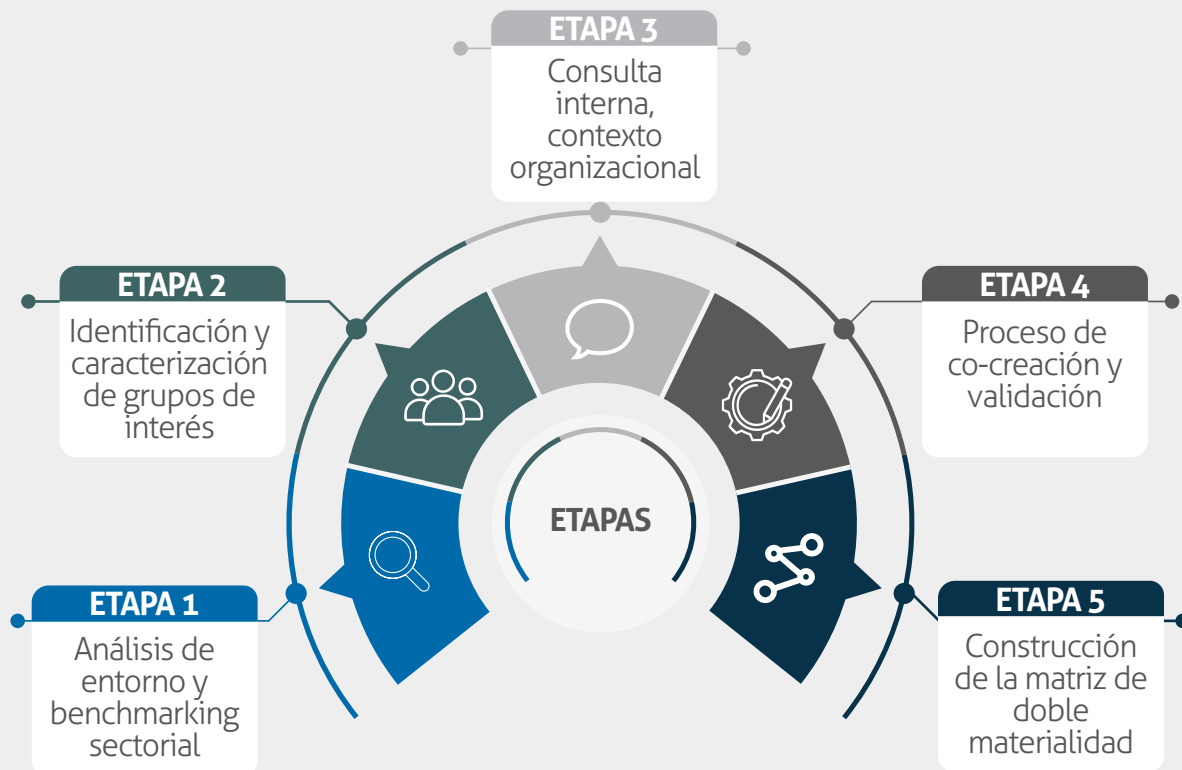 ETAPA 3
Consulta
interna,
contexto
organizacional
ETAPA 2
Identificación y
caracterización
de grupos de
interés
ETAPA 4
Proceso de
co-creación y
validación
ETAPAS
ETAPA 1
Análisis de
entorno y
benchmarking
sectorial
ETAPA 5
Construcción
de la matriz de
doble
materialidad